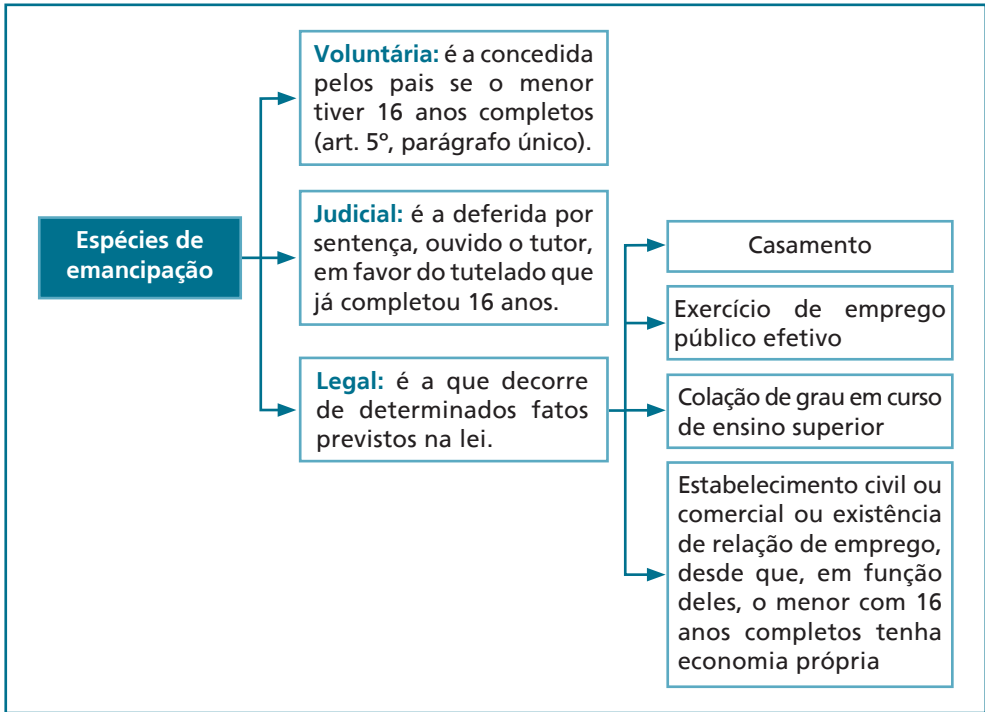 Espécies de
emancipação
Voluntária: é a concedida
pelos pais se o menor
tiver 16 anos completos
(art. 5º, parágrafo único).
Judicial: é a deferida por
sentença, ouvido o tutor,
em favor do tutelado que
já completou 16 anos.
Legal: é a que decorre
de determinados fatos
previstos na lei.
Casamento
Exercício de emprego
público efetivo
Colação de grau em curso
de ensino superior
Estabelecimento civil ou
comercial ou existência
de relação de emprego,
desde que, em função
deles, o menor com 16
anos completos tenha
economia própria